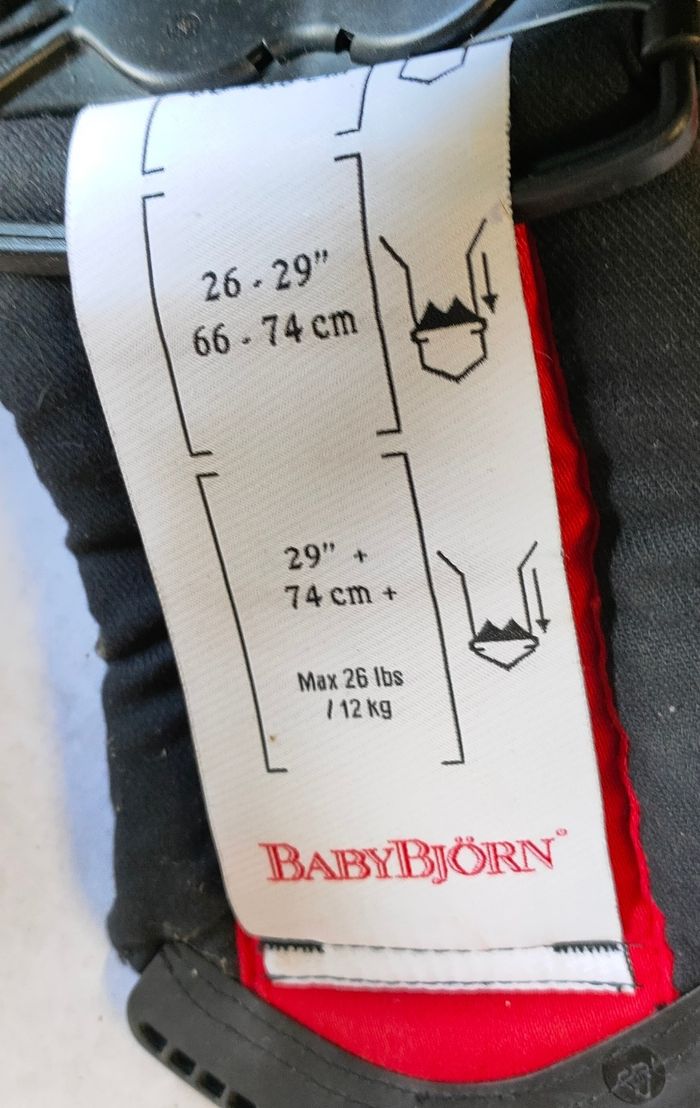 26 - 29"
66 - 74 cm
29" +
74 cm +
Max 26 lbs
/ 12 kg
BABYBJÖRN®